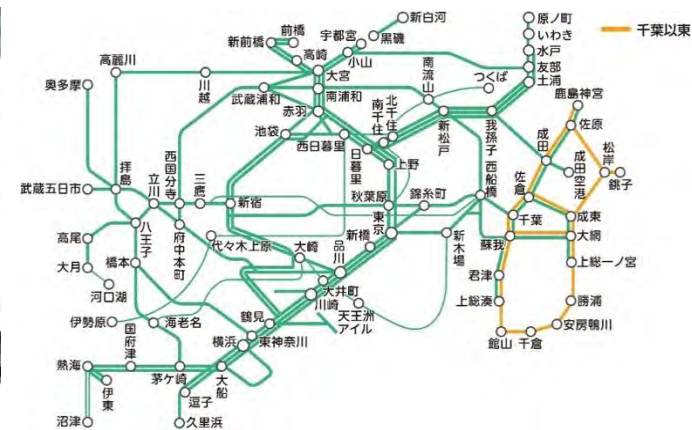 新白河
前橋
宇都宮
黒磯
新前橋
小山
原ノ町
いわき
水戸
友部
土浦
千葉以東
高麗川
川越
高崎
大宮
南流山
つくば
奥多摩
武蔵浦和
南浦和
鹿島神宮
赤羽
北千住
南千住
新松戸
我孫子
佐原
池袋
西日暮里
日暮里
上野
西船橋
成田
成田空港
松岸
銚子
拝島
立川
西国分寺
三鷹
武蔵五日市
新宿
秋葉原
錦糸町
佐倉
千葉
成東
東京
八王子
府中本町
代々木上原
大崎
品川
新橋
新木場
蘇我
大網
高尾
大月
橋本
河口湖
君津
上総一ノ宮
大井町
川崎
天王洲アイル
上総湊
勝浦
伊勢原
海老名
鶴見
横浜
東神奈川
館山
千倉
安房鴨川
国府津
熱海
伊東
茅ケ崎
大船
逗子
沼津
久里浜